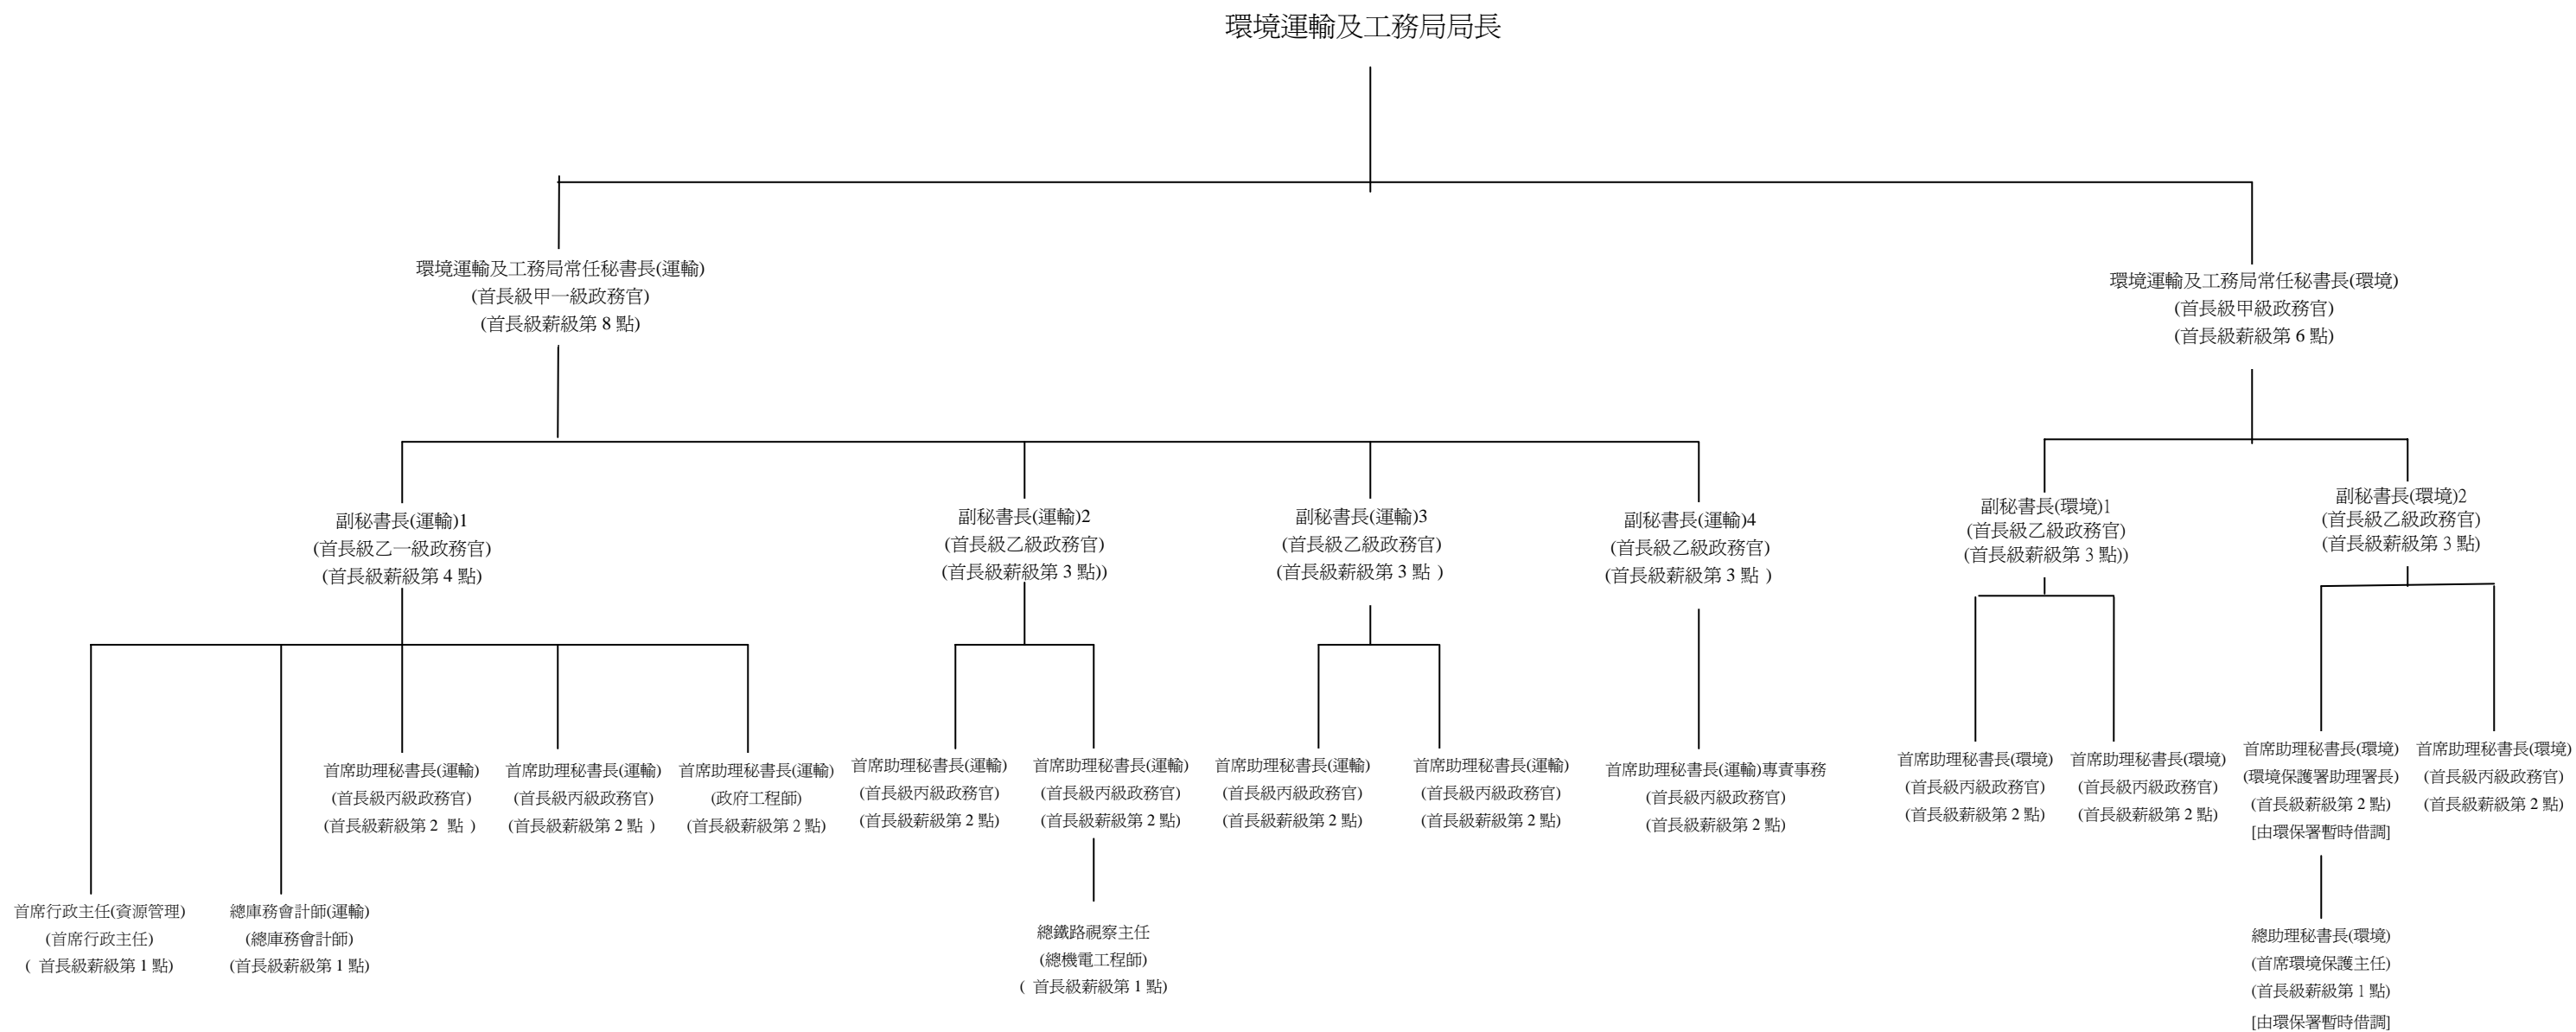 環境運輸及工務局局長
環境運輸及工務局常任秘書長(運輸)
(首長級甲一級政務官)
(首長級薪級第 8 點)
環境運輸及工務局常任秘書長(環境)
(首長級甲級政務官)
(首長級薪級第 6 點)
副秘書長(運輸)1
(首長級乙一級政務官)
(首長級薪級第 4 點)
副秘書長(運輸)2
(首長級乙級政務官)
(首長級薪級第 3 點))
副秘書長(運輸)3
(首長級乙級政務官)
(首長級薪級第 3 點 )
副秘書長(運輸)4
(首長級乙級政務官)
(首長級薪級第 3 點 )
副秘書長(環境)1
(首長級乙級政務官)
(首長級薪級第 3 點))
副秘書長(環境)2
(首長級乙級政務官)
(首長級薪級第 3 點)
首席助理秘書長(運輸)
(首長級丙級政務官)
(首長級薪級第 2 點 )
首席助理秘書長(運輸)
(首長級丙級政務官)
(首長級薪級第 2 點 )
首席助理秘書長(運輸)
(政府工程師)
(首長級薪級第 2 點)
首席助理秘書長(運輸)
(首長級丙級政務官)
(首長級薪級第 2 點)
首席助理秘書長(運輸)
(首長級丙級政務官)
(首長級薪級第 2 點)
首席助理秘書長(運輸)
(首長級丙級政務官)
(首長級薪級第 2 點)
首席助理秘書長(運輸)
(首長級丙級政務官)
(首長級薪級第 2 點)
首席助理秘書長(運輸)專責事務
(首長級丙級政務官)
(首長級薪級第 2 點)
首席助理秘書長(環境)
(首長級丙級政務官)
(首長級薪級第 2 點)
首席助理秘書長(環境)
(首長級丙級政務官)
(首長級薪級第 2 點)
首席助理秘書長(環境)
(環境保護署助理署長)
(首長級薪級第 2 點)
[由環保署暫時借調]
首席助理秘書長(環境)
(首長級丙級政務官)
(首長級薪級第 2 點)
首席行政主任(資源管理)
(首席行政主任)
( 首長級薪級第 1 點)
總庫務會計師(運輸)
(總庫務會計師)
(首長級薪級第 1 點)
總鐵路視察主任
(總機電工程師)
( 首長級薪級第 1 點)
總助理秘書長(環境)
(首席環境保護主任)
(首長級薪級第 1 點)
[由環保署暫時借調]